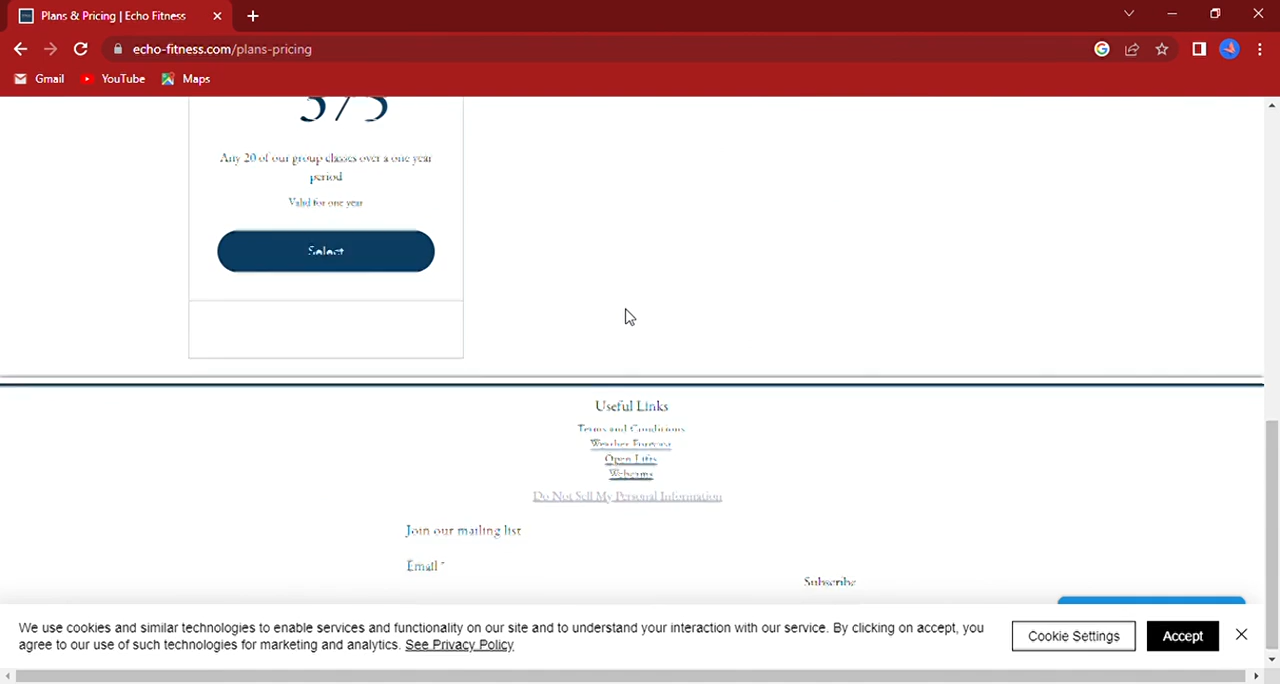 Plans & Pricing | Echo Fitness
echo-fitness.com/plans-pricing
Gmail
YouTube
Maps
375
Any 20 of our group classes over a one year
period
Valid for one year
Select
Useful Links
Terms and Conditions
Weather Forecast
Open Lifts
Webcams
Do Not Sell My Personal Information
Join our mailing list
Email *
Subscribe
We use cookies and similar technologies to enable services and functionality on our site and to understand your interaction with our service. By clicking on accept, you
agree to our use of such technologies for marketing and analytics. See Privacy Policy
Cookie Settings
Accept